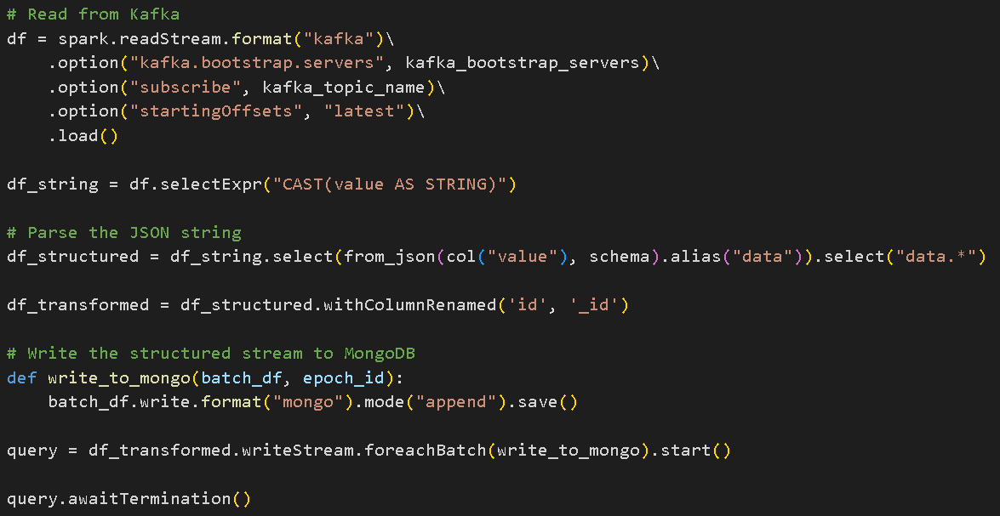 # Read from Kafka
df = spark.readStream.format("kafka")\
    .option("kafka.bootstrap.servers", kafka_bootstrap_servers)\
    .option("subscribe", kafka_topic_name)\
    .option("startingOffsets", "latest")\
    .load()

df_string = df.selectExpr("CAST(value AS STRING)")

# Parse the JSON string
df_structured = df_string.select(from_json(col("value"), schema).alias("data")).select("data.*")

df_transformed = df_structured.withColumnRenamed('id', '_id')

# Write the structured stream to MongoDB
def write_to_mongo(batch_df, epoch_id):
    batch_df.write.format("mongo").mode("append").save()

query = df_transformed.writeStream.foreachBatch(write_to_mongo).start()

query.awaitTermination()